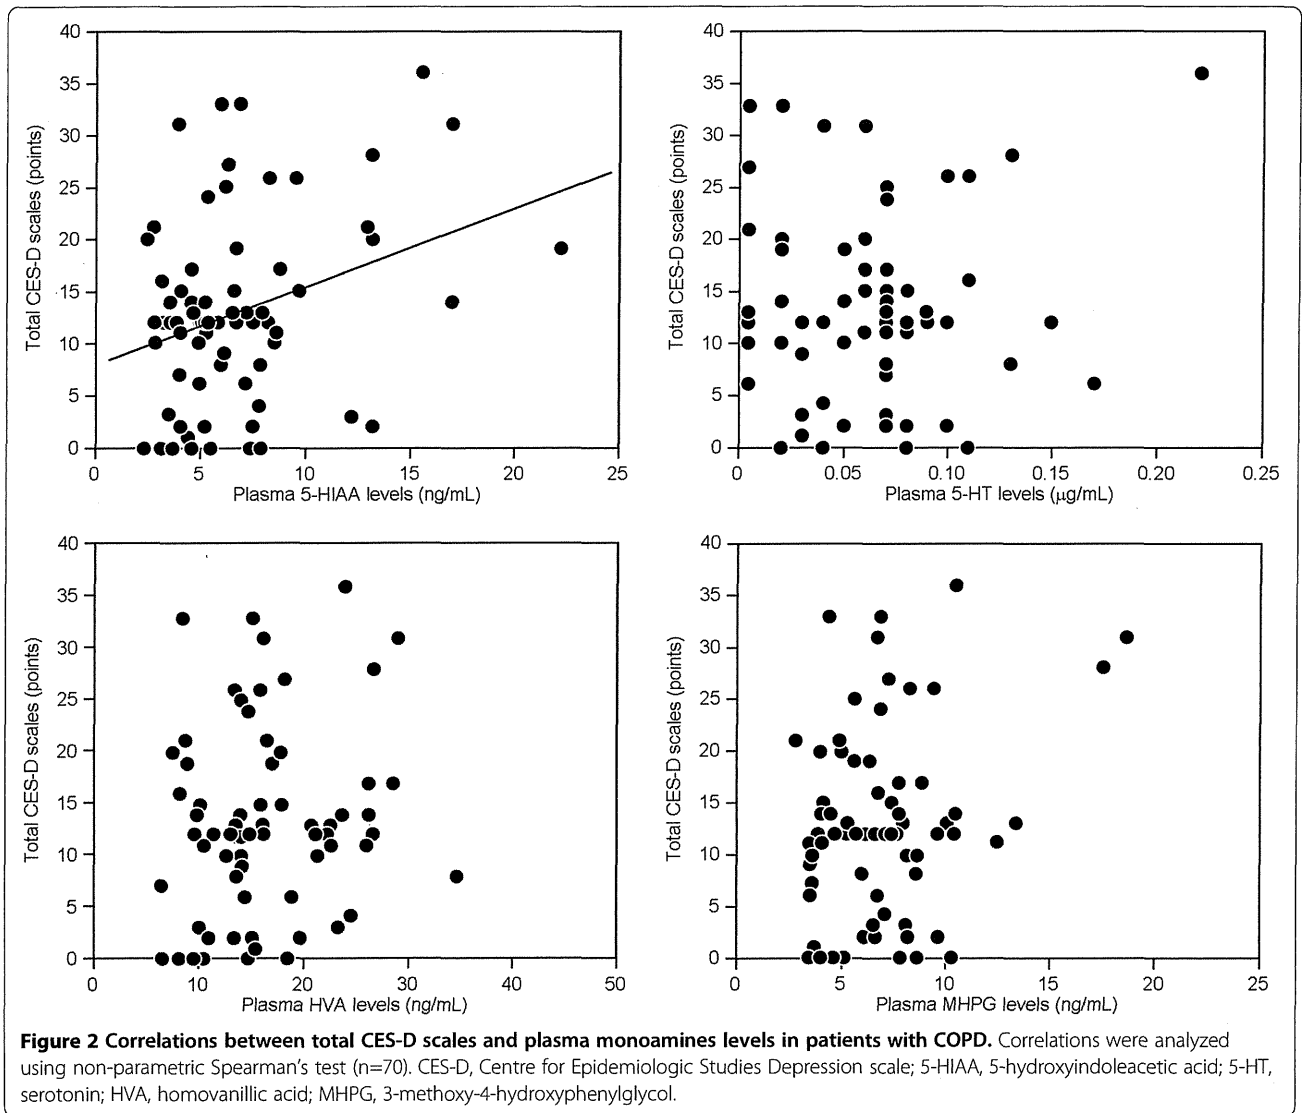 40
35
30
25
20
15
10
5
0
Total CES-D scales (points)
0 5 10 15 20 25
Plasma 5-HIAA levels (ng/mL)
40
35
30
25
20
15
10
5
0
Total CES-D scales (points)
0 0.05 0.10 0.15 0.20 0.25
Plasma 5-HT levels (μg/mL)
40
35
30
25
20
15
10
5
0
Total CES-D scales (points)
0 10 20 30 40 50
Plasma HVA levels (ng/mL)
40
35
30
25
20
15
10
5
0
Total CES-D scales (points)
0 5 10 15 20 25
Plasma MHPG levels (ng/mL)
Figure 2 Correlations between total CES-D scales and plasma monoamines levels in patients with COPD. Correlations were analyzed
using non-parametric Spearman's test (n=70). CES-D, Centre for Epidemiologic Studies Depression scale; 5-HIAA, 5-hydroxyindoleacetic acid; 5-HT,
serotonin; HVA, homovanillic acid; MHPG, 3-methoxy-4-hydroxyphenylglycol.